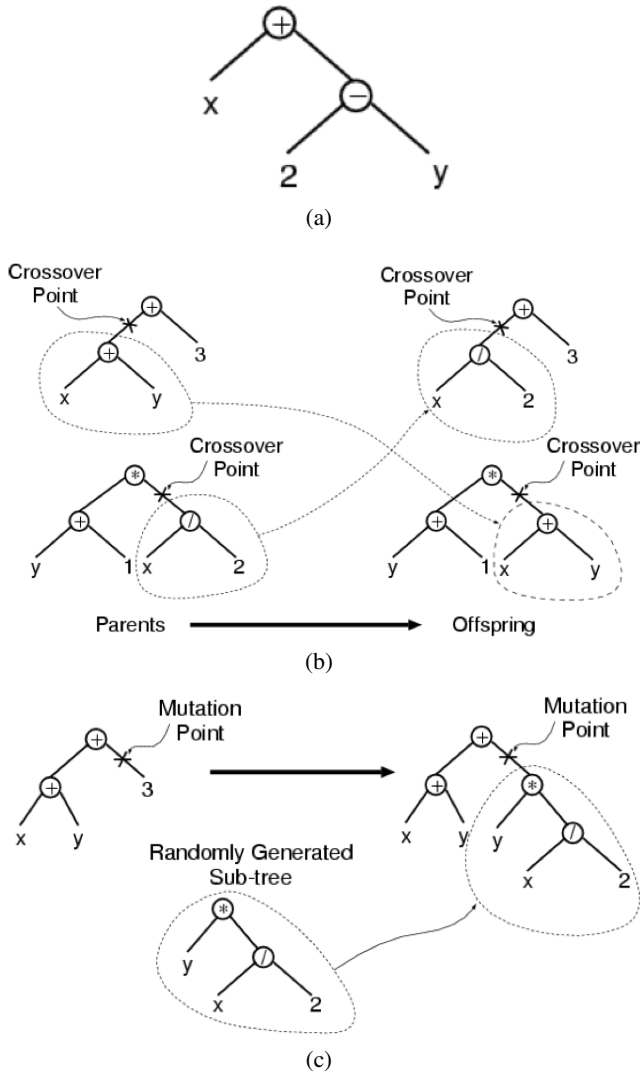 +
x
−
2 y
(a)
Crossover
Point
+
+
3
x y
Crossover
Point
*
+ /
y 1 x 2
Parents
Crossover
Point
+
/
3
x 2
Crossover
Point
*
+ +
y 1 x y
Offspring
(b)
Mutation
Point
+
+ 3
x y
Randomly Generated
Sub-tree
*
y /
x 2
Mutation
Point
+
+ *
x y y /
x 2
(c)